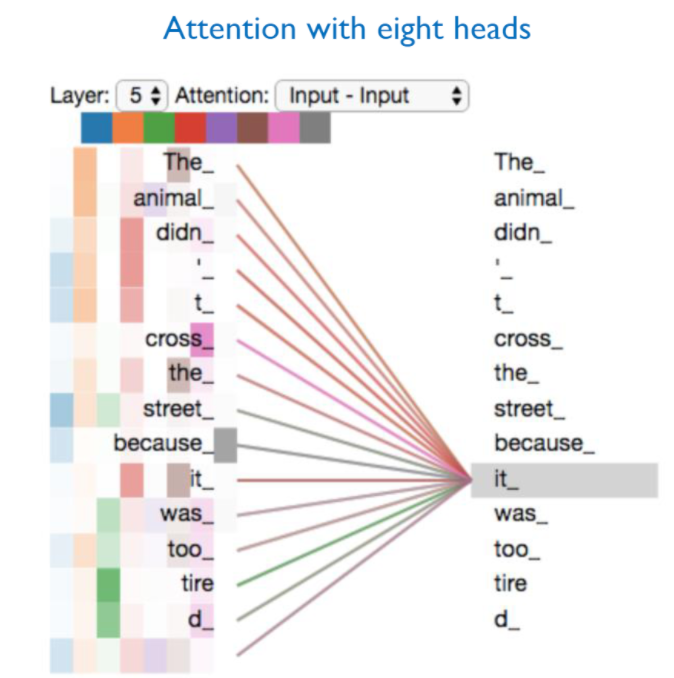 Attention with eight heads
Layer: 5 Attention: Input - Input
The_ The_
animal_ animal_
didn_ didn_
'_ '_
t_ t_
cross_ cross_
the_ the_
street_ street_
because_ because_
it_ it_
was_ was_
too_ too_
tire tire
d_ d_